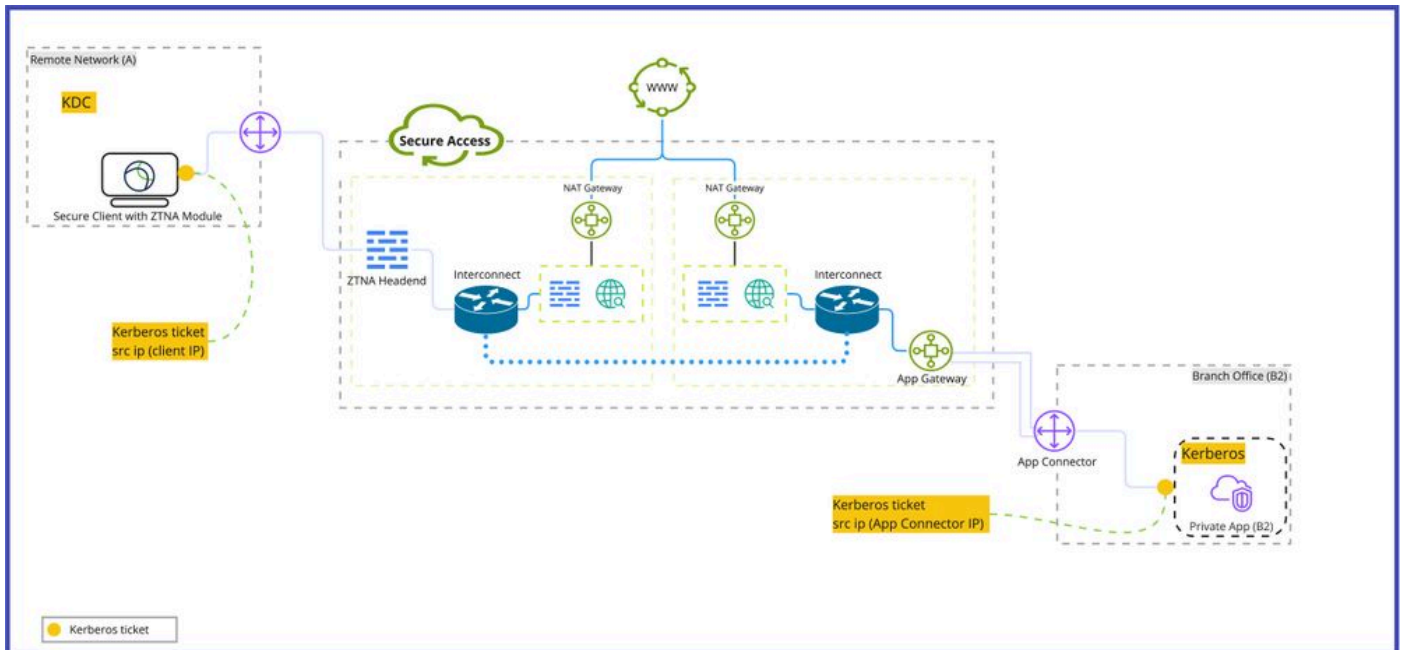 Remote Network (A)
KDC
Secure Client with ZTNA Module
Kerberos ticket
src ip (client IP)
Secure Access
www
NAT Gateway
NAT Gateway
ZTNA Headend
Interconnect
Interconnect
App Gateway
Branch Office (B2)
App Connector
Kerberos
Private App (B2)
Kerberos ticket
src ip (App Connector IP)
Kerberos ticket